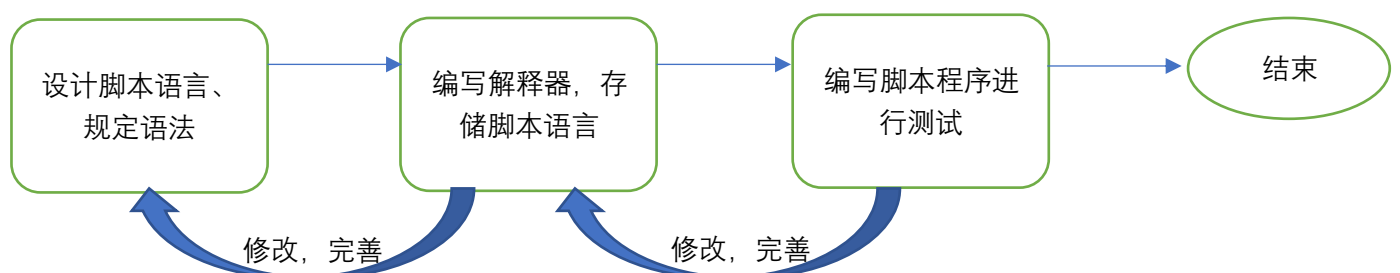 设计脚本语言、
规定语法
编写解释器，存
储脚本语言
编写脚本程序进
行测试
结束
修改，完善
修改，完善